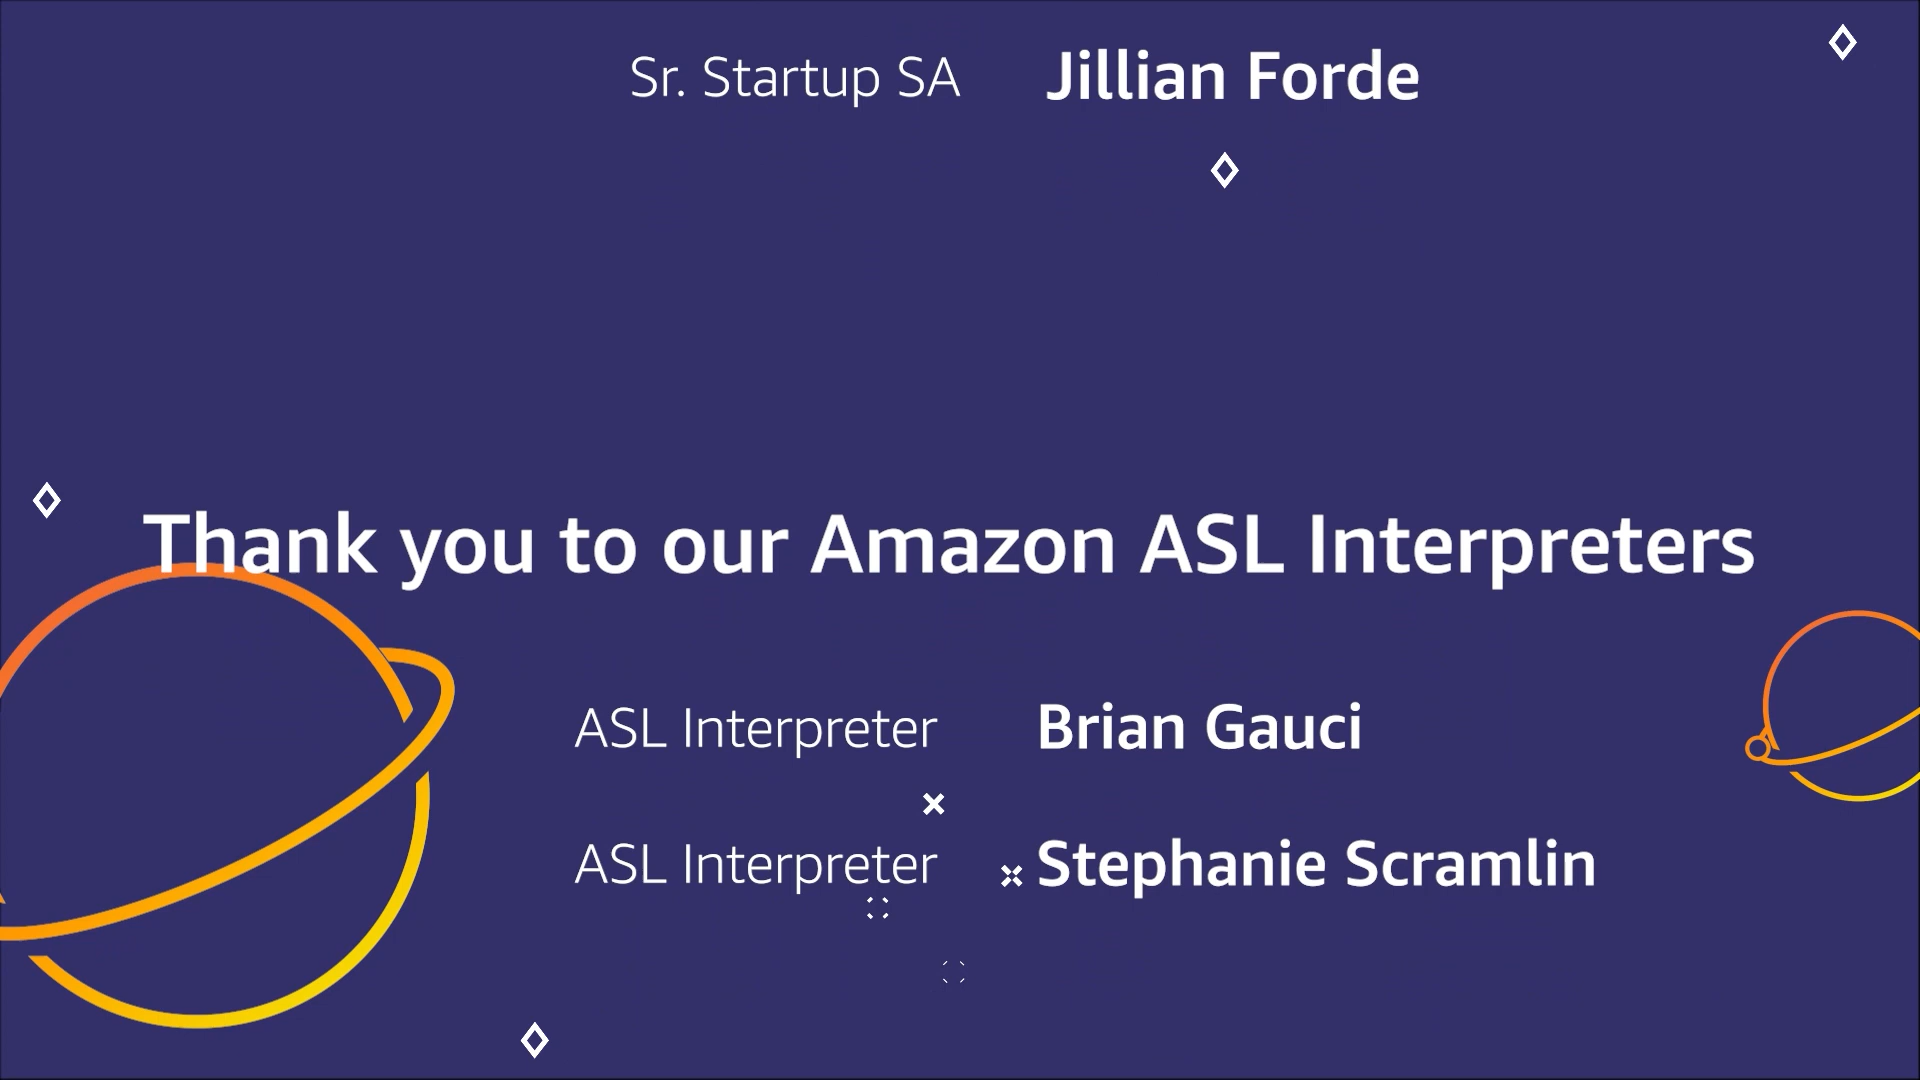 Sr. Startup SA Jillian Forde
Thank you to our Amazon ASL Interpreters
ASL Interpreter Brian Gauci
ASL Interpreter Stephanie Scramlin